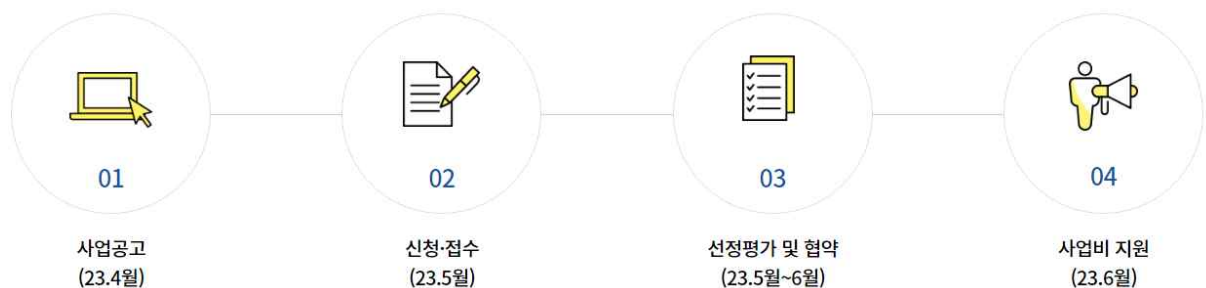 01
02
03
04
사업공고
(23.4월)
신청·접수
(23.5월)
선정평가 및 협약
(23.5월~6월)
사업비 지원
(23.6월)